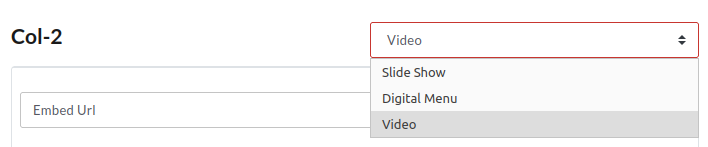 Col-2
Video
Slide Show
Digital Menu
Embed Url
Video